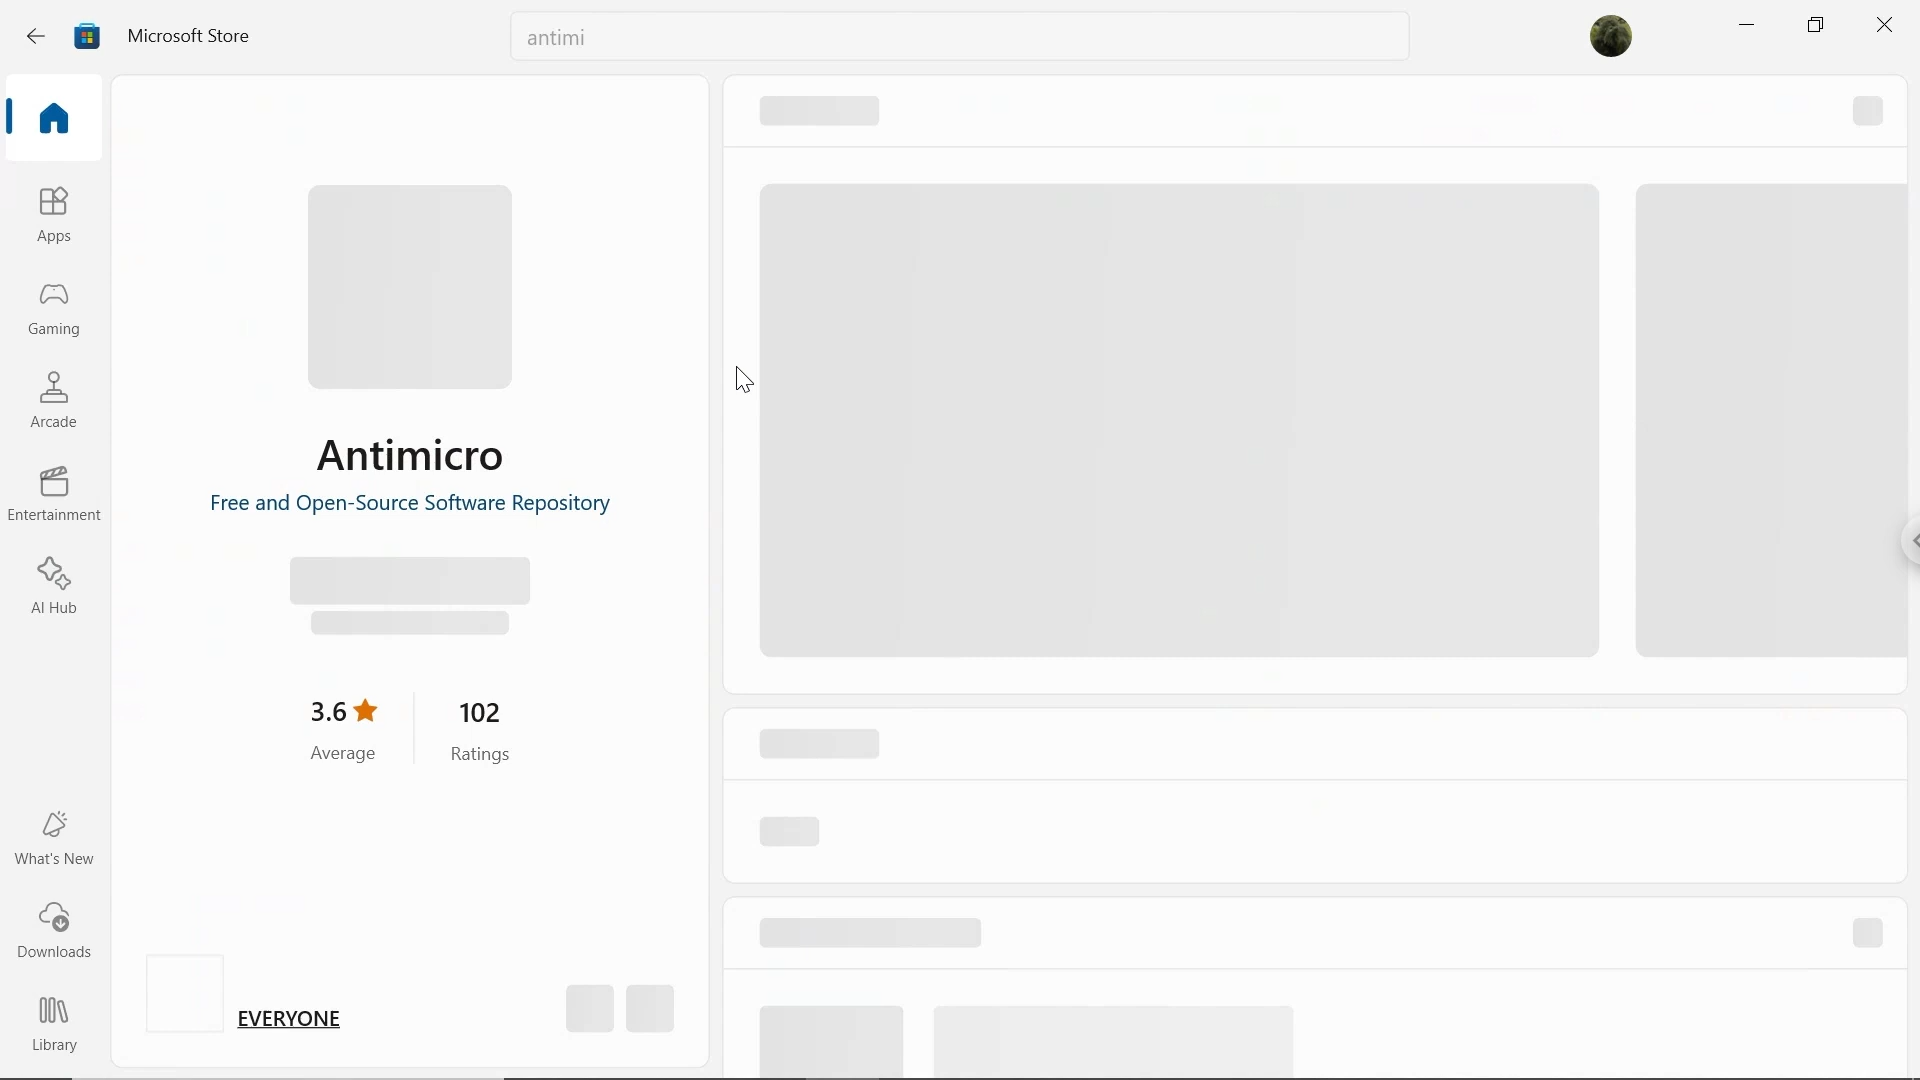 Microsoft Store
antimi
Apps
Gaming
Arcade
Entertainment
AI Hub
What's New
Downloads
Library
Antimicro
Free and Open-Source Software Repository
3.6 102
Average Ratings
EVERYONE